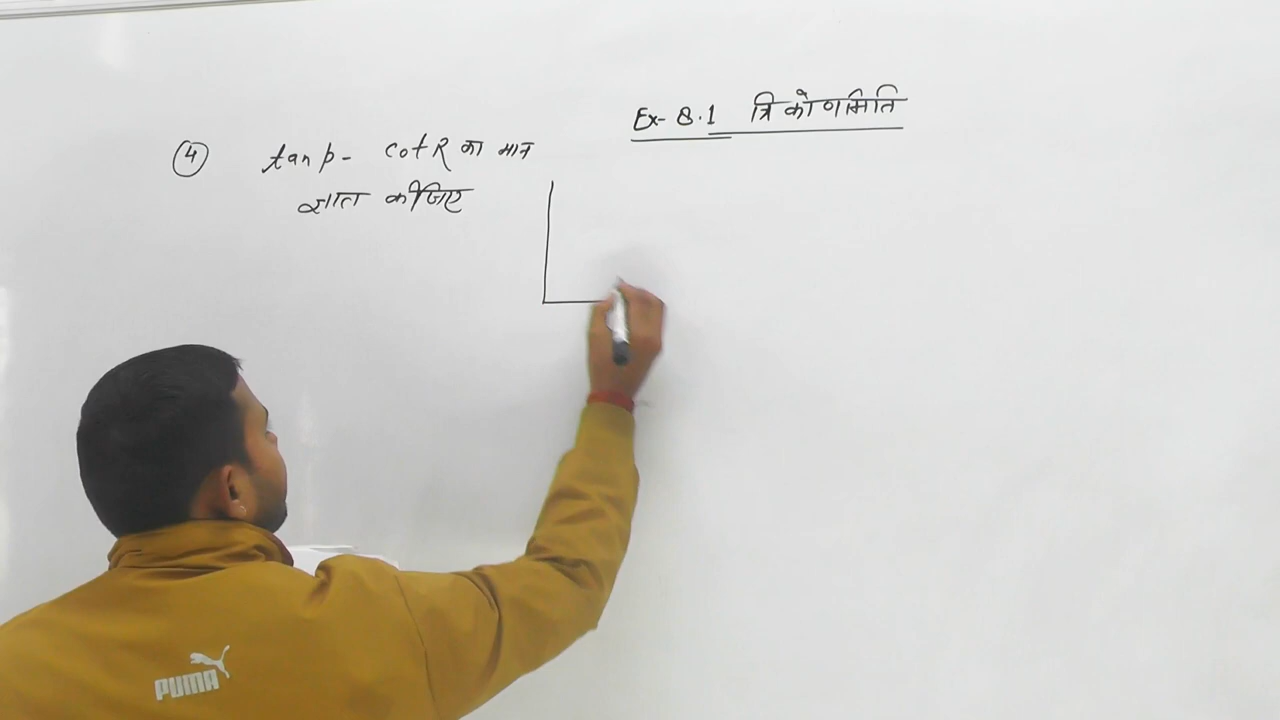 Ex- 8.1 त्रिकोणमिति
④ tan p - cot R का मान
ज्ञात कीजिए
PUMA